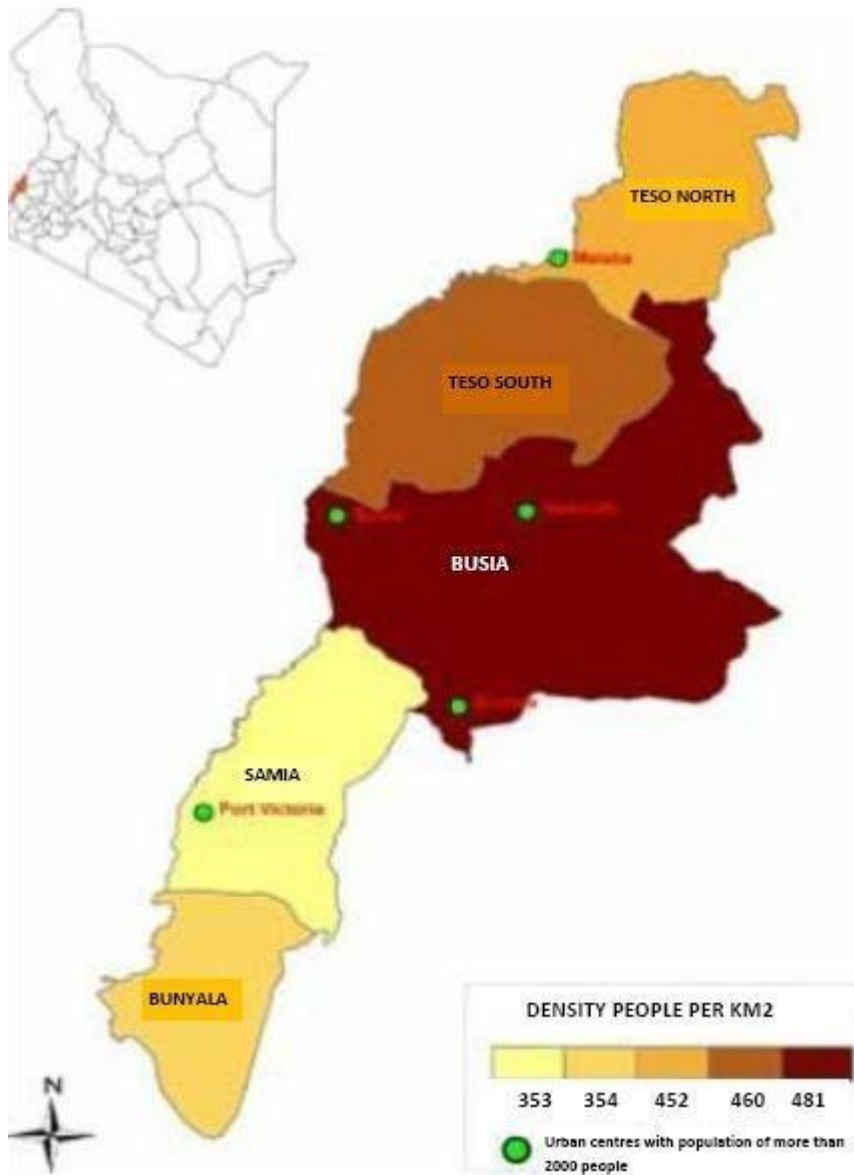 TESO NORTH
Malaba
TESO SOUTH
BUSIA
SAMIA
Port Victoria
BUNYALA
DENSITY PEOPLE PER KM2
353 354 452 460 481
N
Urban centres with population of more than
2000 people